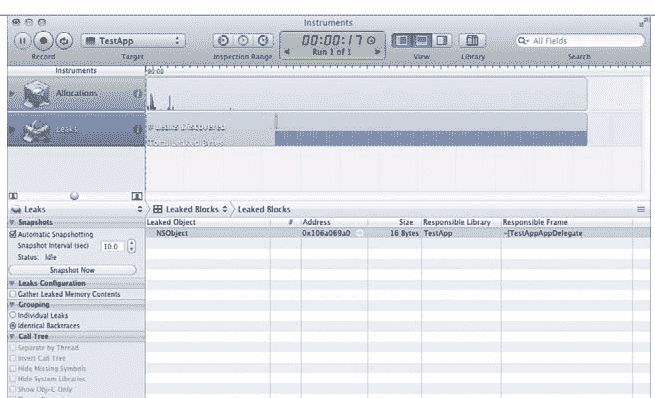 Instruments
TestApp
00:00:17
Run 1 of 1
All Fields
Record
Target
Inspection Range
View
Library
Search
Instruments
00:00
Allocations
Leaks
# Leaks Discovered
Total Leaked Bytes
Leaks
Leaked Blocks
Leaked Blocks
Snapshots
Automatic Snapshotting
Snapshot Interval (sec) 10.0
Status: Idle
Snapshot Now
Leaks Configuration
Gather Leaked Memory Contents
Grouping
Individual Leaks
Identical Backtraces
Call Tree
Separate by Thread
Invert Call Tree
Hide Missing Symbols
Hide System Libraries
Show Obj-C Only
Leaked Object # Address Size Responsible Library Responsible Frame
NSObject 0x106a069a0 16 Bytes TestApp -[TestAppAppDelegate